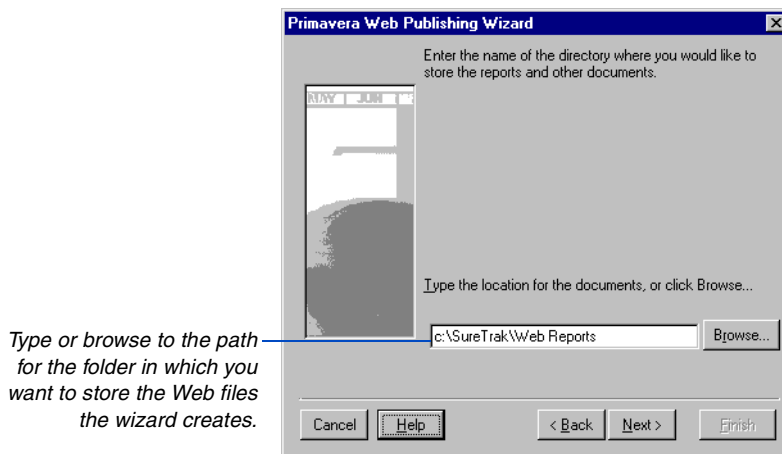 Primavera Web Publishing Wizard
Enter the name of the directory where you would like to
store the reports and other documents.
MAY JUN
Type the location for the documents, or click Browse...
c:\SureTrak\Web Reports
Browse...
Type or browse to the path
for the folder in which you
want to store the Web files
the wizard creates.
Cancel Help < Back Next > Finish